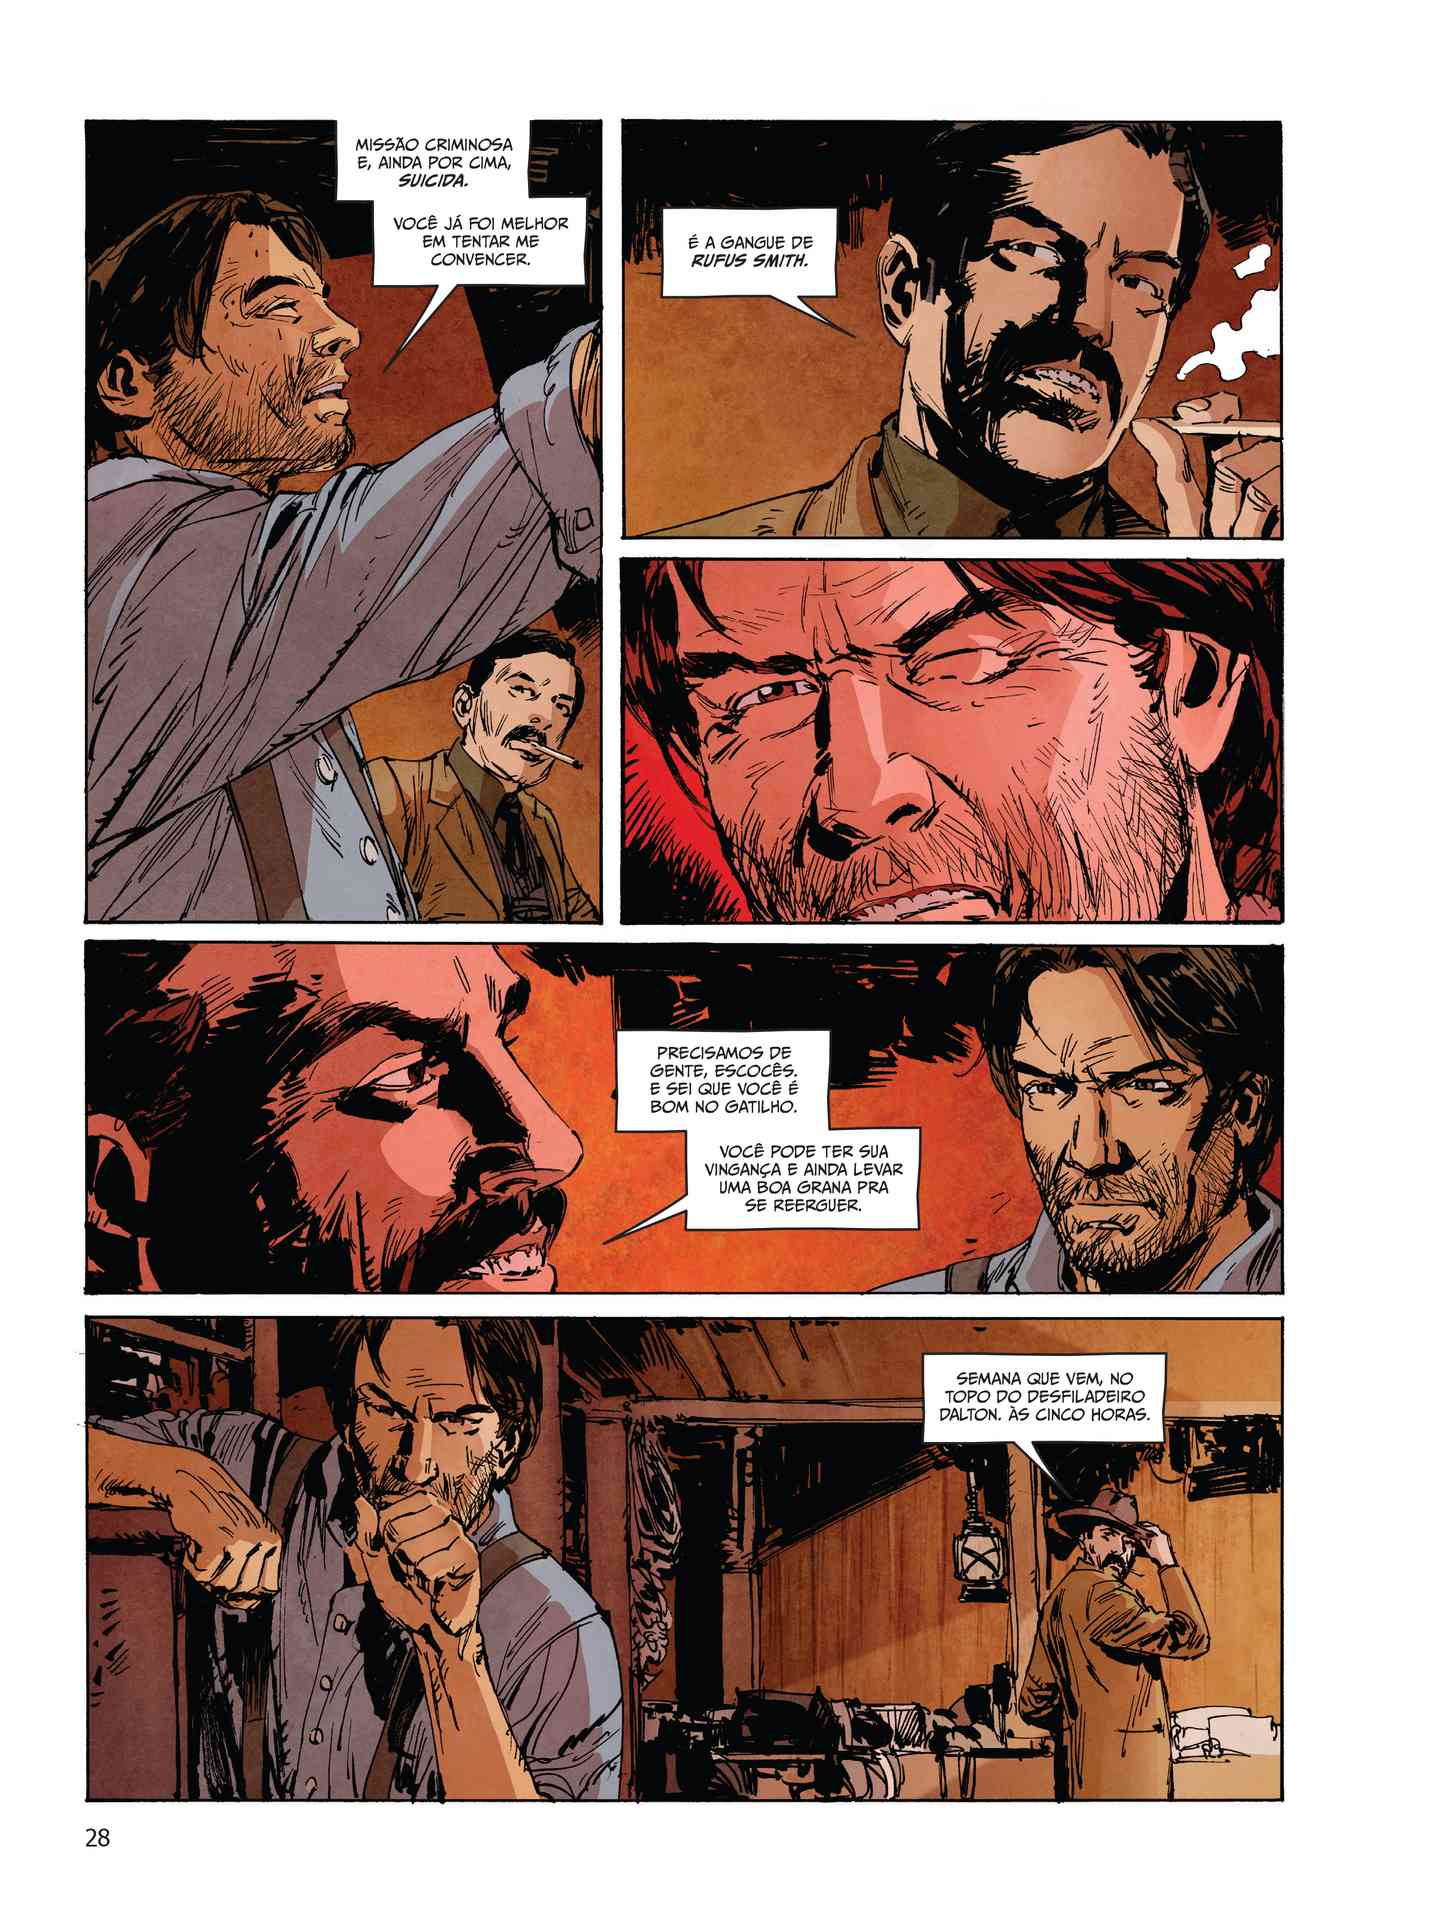 MISSÃO CRIMINOSA
E, AINDA POR CIMA,
SUICIDA.
VOCÊ JÁ FOI MELHOR
EM TENTAR ME
CONVENCER.
É A GANGUE DE
RUFUS SMITH.
PRECISAMOS DE
GENTE, ESCOCÊS.
E SEI QUE VOCÊ É
BOM NO GATILHO.
VOCÊ PODE TER SUA
VINGANÇA E AINDA LEVAR
UMA BOA GRANA PRA
SE REERGUER.
SEMANA QUE VEM, NO
TOPO DO DESFILADEIRO
DALTON. ÀS CINCO HORAS.
28